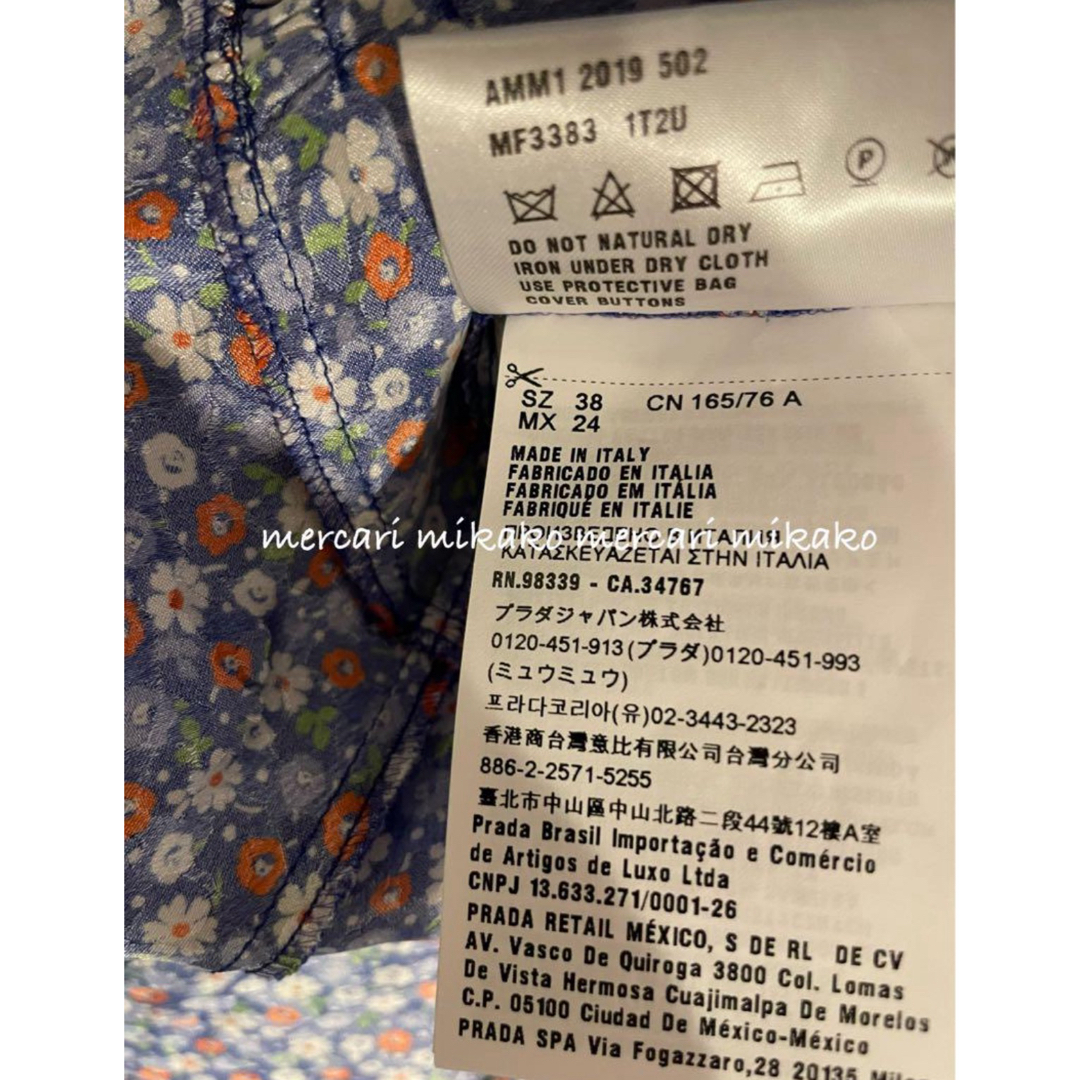 AMM1 2019 502
MF3383 1T2U
P
DO NOT NATURAL DRY
IRON UNDER DRY CLOTH
USE PROTECTIVE BAG
COVER BUTTONS
SZ 38 CN 165/76 A
MX 24
MADE IN ITALY
FABRICADO EN ITALIA
FABRICADO EM ITÁLIA
FABRIQUÉ EN ITALIE
mercari mikako mercari mikako
ΚΑΤΑΣΚΕΥΑΖΕΤΑΙ ΣΤΗΝ ΙΤΑΛΙΑ
RN.98339 - CA.34767
プラダジャパン株式会社
0120-451-913(プラダ)0120-451-993
(ミュウミュウ)
프라다코리아(유)02-3443-2323
香港商台灣意比有限公司台灣分公司
886-2-2571-5255
臺北市中山區中山北路二段44號12樓A室
Prada Brasil Importação e Comércio
de Artigos de Luxo Ltda
CNPJ 13.633.271/0001-26
PRADA RETAIL MÉXICO, S DE RL DE CV
AV. Vasco De Quiroga 3800 Col. Lomas
De Vista Hermosa Cuajimalpa De Morelos
C.P. 05100 Ciudad De México-México
PRADA SPA Via Fogazzaro,28 20135